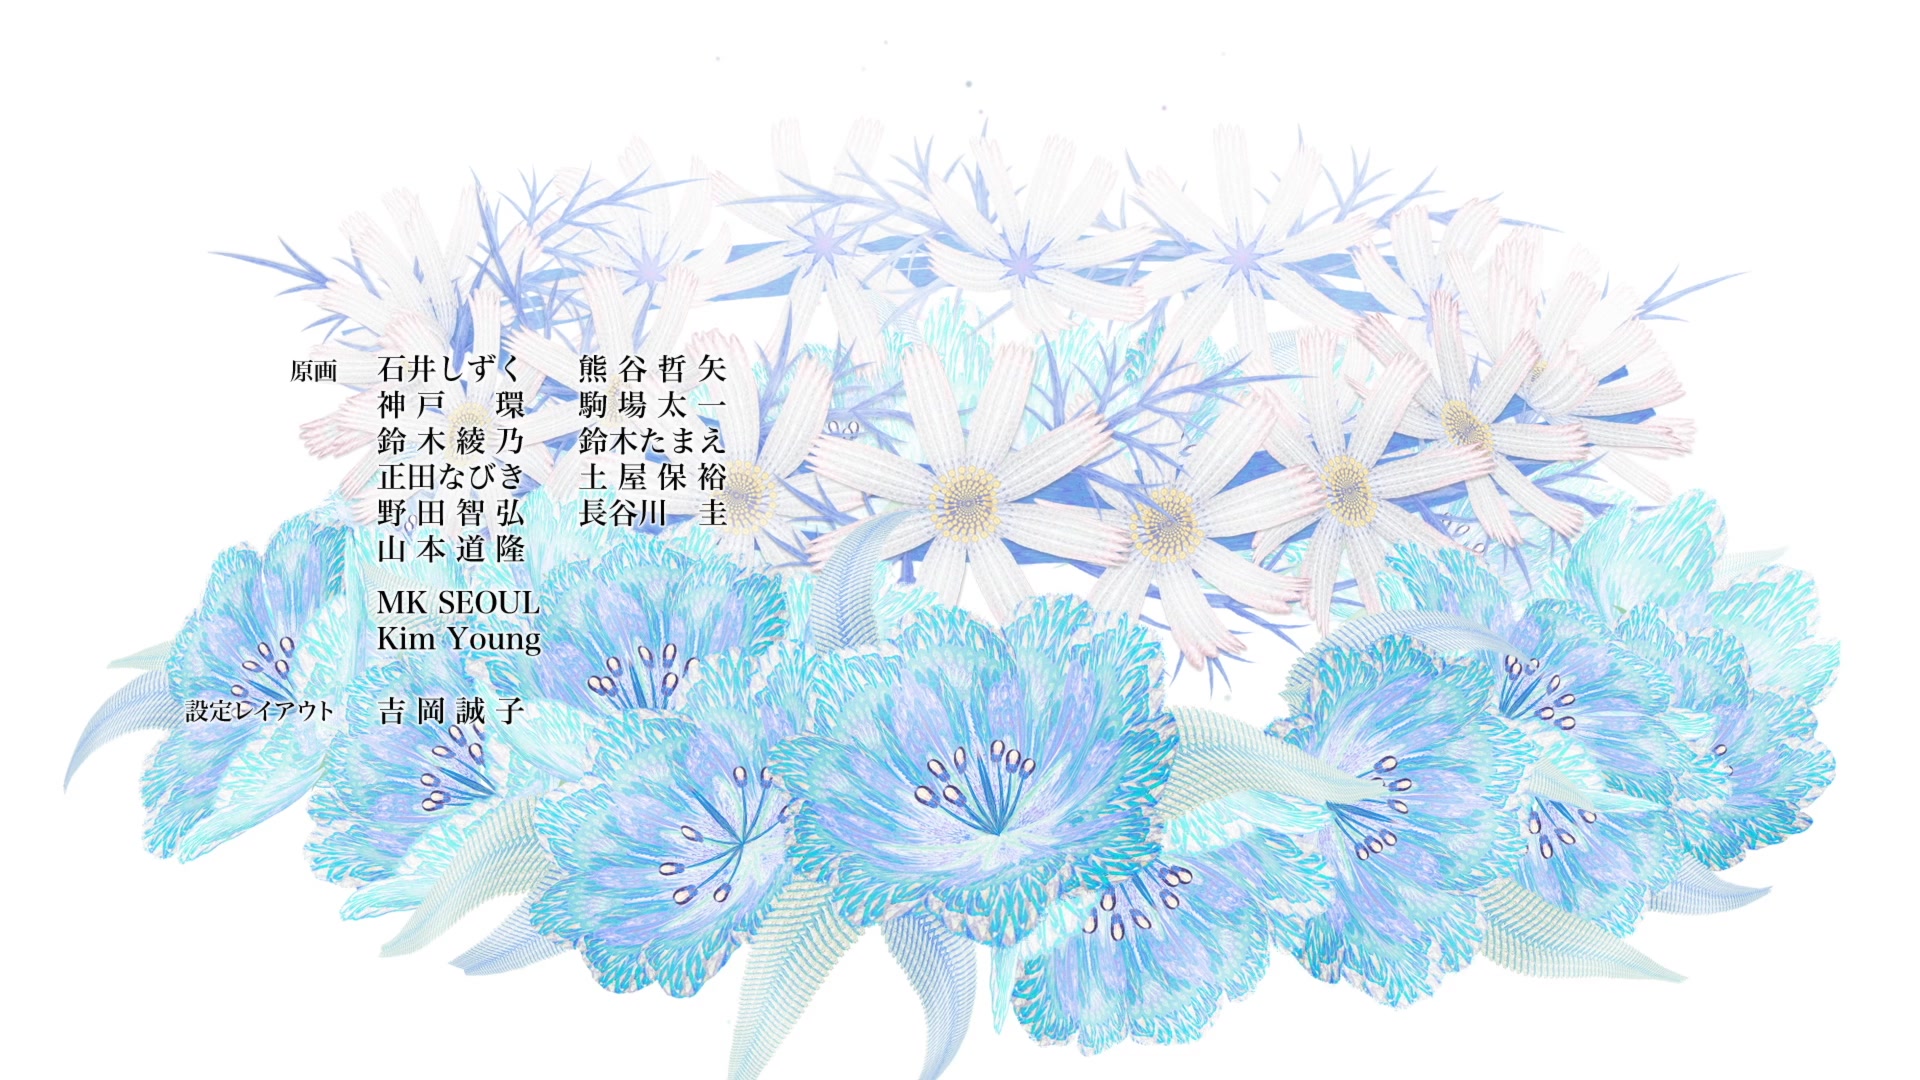 原画 石井しずく 熊谷哲矢
神戸 環 駒場太一
鈴木綾乃 鈴木たまえ
正田なびき 土屋保裕
野田智弘 長谷川 圭
山本道隆
MK SEOUL
Kim Young
設定レイアウト 吉岡誠子